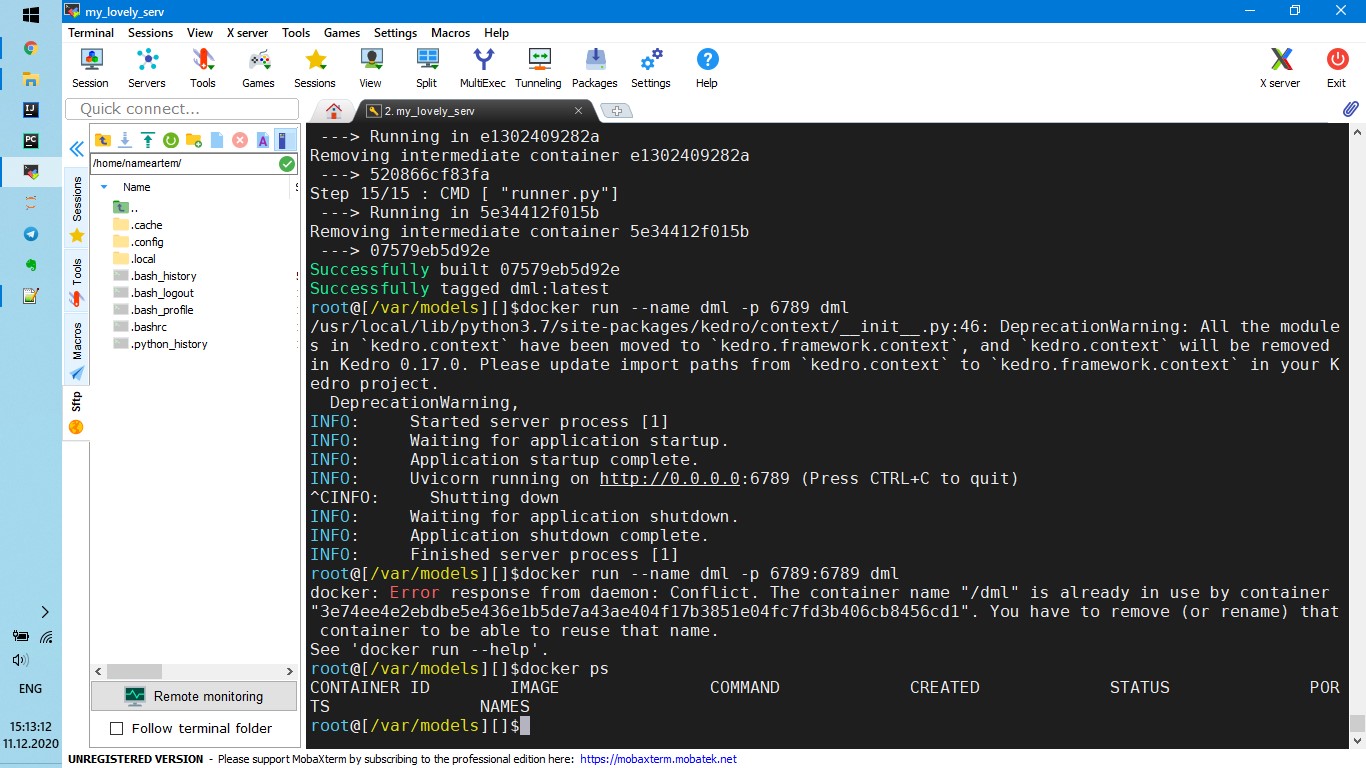 my_lovely_serv
Terminal Sessions View X server Tools Games Settings Macros Help
Session Servers Tools Games Sessions View Split MultiExec Tunneling Packages Settings Help X server Exit
Quick connect...
2. my_lovely_serv
/home/nameartem/
Name
..
.cache
.config
.local
.bash_history
.bash_logout
.bash_profile
.bashrc
.python_history
Sessions
Tools
Macros
Sftp
Remote monitoring
Follow terminal folder
---> Running in e1302409282a
Removing intermediate container e1302409282a
---> 520866cf83fa
Step 15/15 : CMD [ "runner.py"]
---> Running in 5e34412f015b
Removing intermediate container 5e34412f015b
---> 07579eb5d92e
Successfully built 07579eb5d92e
Successfully tagged dml:latest
root@[/var/models][]$docker run --name dml -p 6789 dml
/usr/local/lib/python3.7/site-packages/kedro/context/__init__.py:46: DeprecationWarning: All the module
s in `kedro.context` have been moved to `kedro.framework.context`, and `kedro.context` will be removed
in Kedro 0.17.0. Please update import paths from `kedro.context` to `kedro.framework.context` in your K
edro project.
DeprecationWarning,
INFO: Started server process [1]
INFO: Waiting for application startup.
INFO: Application startup complete.
INFO: Uvicorn running on http://0.0.0.0:6789 (Press CTRL+C to quit)
^CINFO: Shutting down
INFO: Waiting for application shutdown.
INFO: Application shutdown complete.
INFO: Finished server process [1]
root@[/var/models][]$docker run --name dml -p 6789:6789 dml
docker: Error response from daemon: Conflict. The container name "/dml" is already in use by container
"3e74ee4e2ebdbe5e436e1b5de7a43ae404f17b3851e04fc7fd3b406cb8456cd1". You have to remove (or rename) that
container to be able to reuse that name.
See 'docker run --help'.
root@[/var/models][]$docker ps
CONTAINER ID IMAGE COMMAND CREATED STATUS POR
TS NAMES
root@[/var/models][]$
ENG
15:13:12
11.12.2020
UNREGISTERED VERSION - Please support MobaXterm by subscribing to the professional edition here: https://mobaxterm.mobatek.net